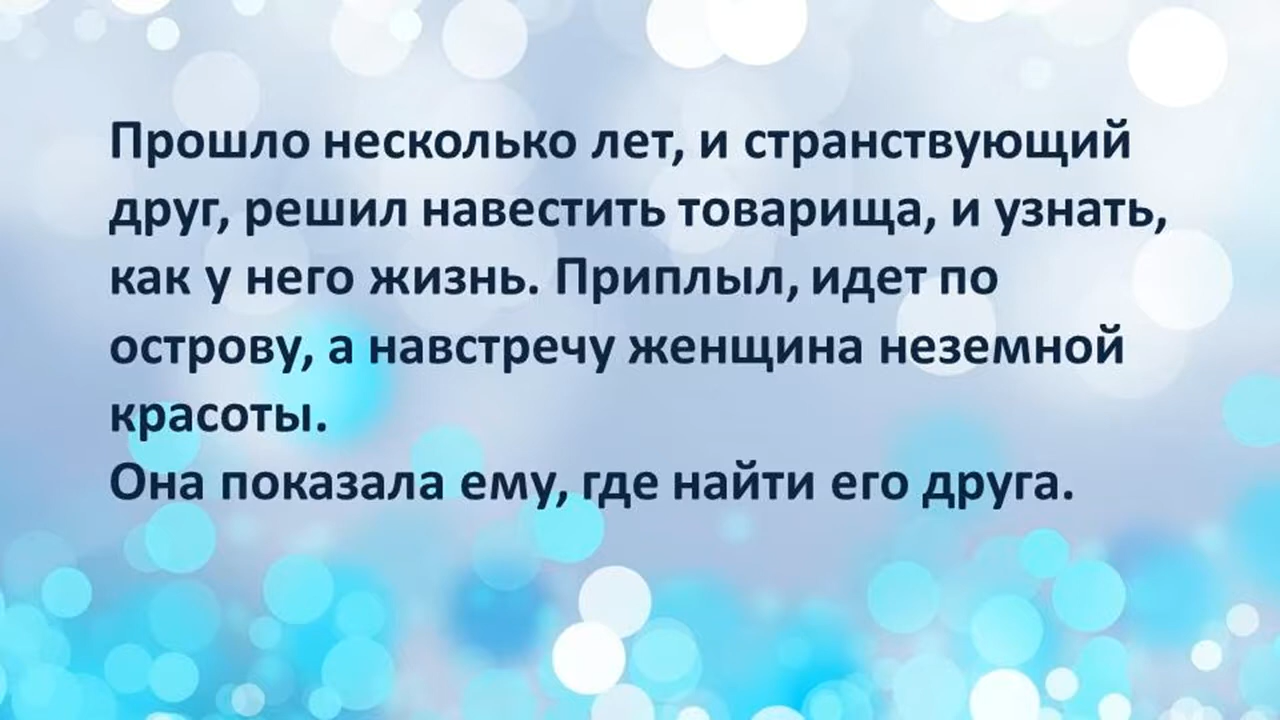 Прошло несколько лет, и странствующий
друг, решил навестить товарища, и узнать,
как у него жизнь. Приплыл, идет по
острову, а навстречу женщина неземной
красоты.
Она показала ему, где найти его друга.